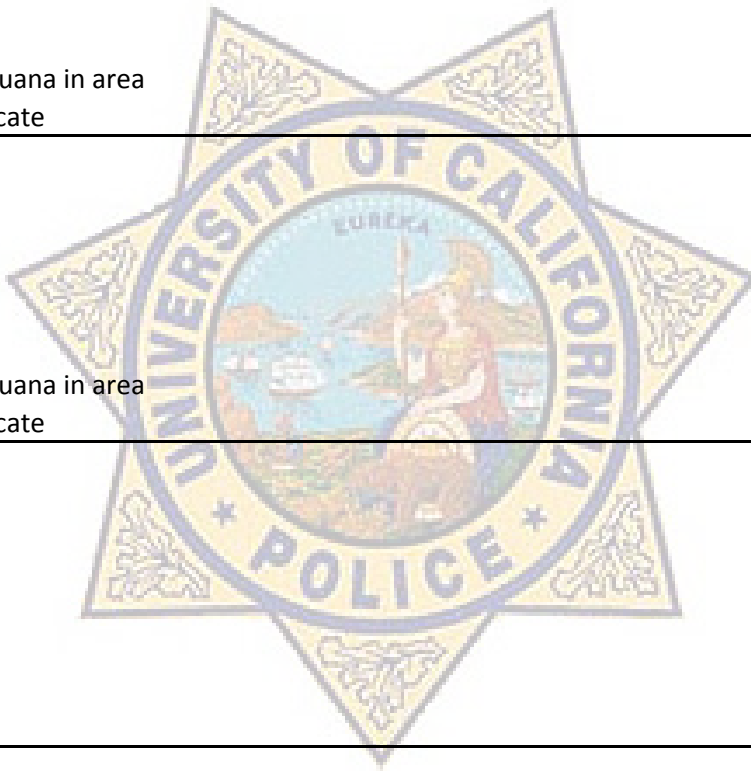 uana in area
cate
UNIVERSITY OF CALIFORNIA
EUREKA
uana in area
cate
* POLICE *